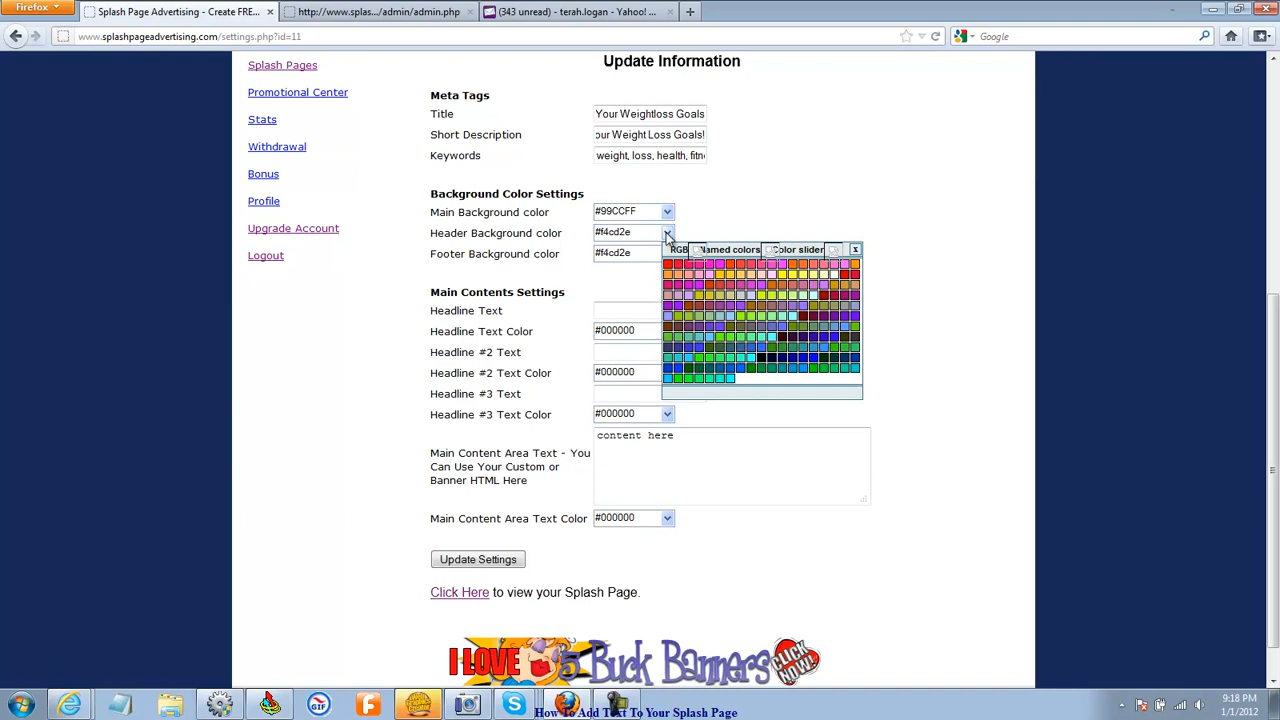 Firefox
Splash Page Advertising - Create FRE...
http://www.splas.../admin/admin.php
(343 unread) - terah.logan - Yahoo! ...
www.splashpageadvertising.com/settings.php?id=11
Google
Splash Pages
Promotional Center
Stats
Withdrawal
Bonus
Profile
Upgrade Account
Logout
Update Information
Meta Tags
Title
Your Weightloss Goals
Short Description
our Weight Loss Goals!
Keywords
weight, loss, health, fitne
Background Color Settings
Main Background color
#99CCFF
Header Background color
#f4cd2e
Footer Background color
#f4cd2e
RGB
Named colors
Color slider
x
Main Contents Settings
Headline Text
Headline Text Color
#000000
Headline #2 Text
Headline #2 Text Color
#000000
Headline #3 Text
Headline #3 Text Color
#000000
Main Content Area Text - You
Can Use Your Custom or
Banner HTML Here
content here
Main Content Area Text Color
#000000
Update Settings
Click Here to view your Splash Page.
I LOVE 5 Buck Banners
CLICK NOW!
GIF
How To Add Text To Your Splash Page
9:18 PM
1/1/2012